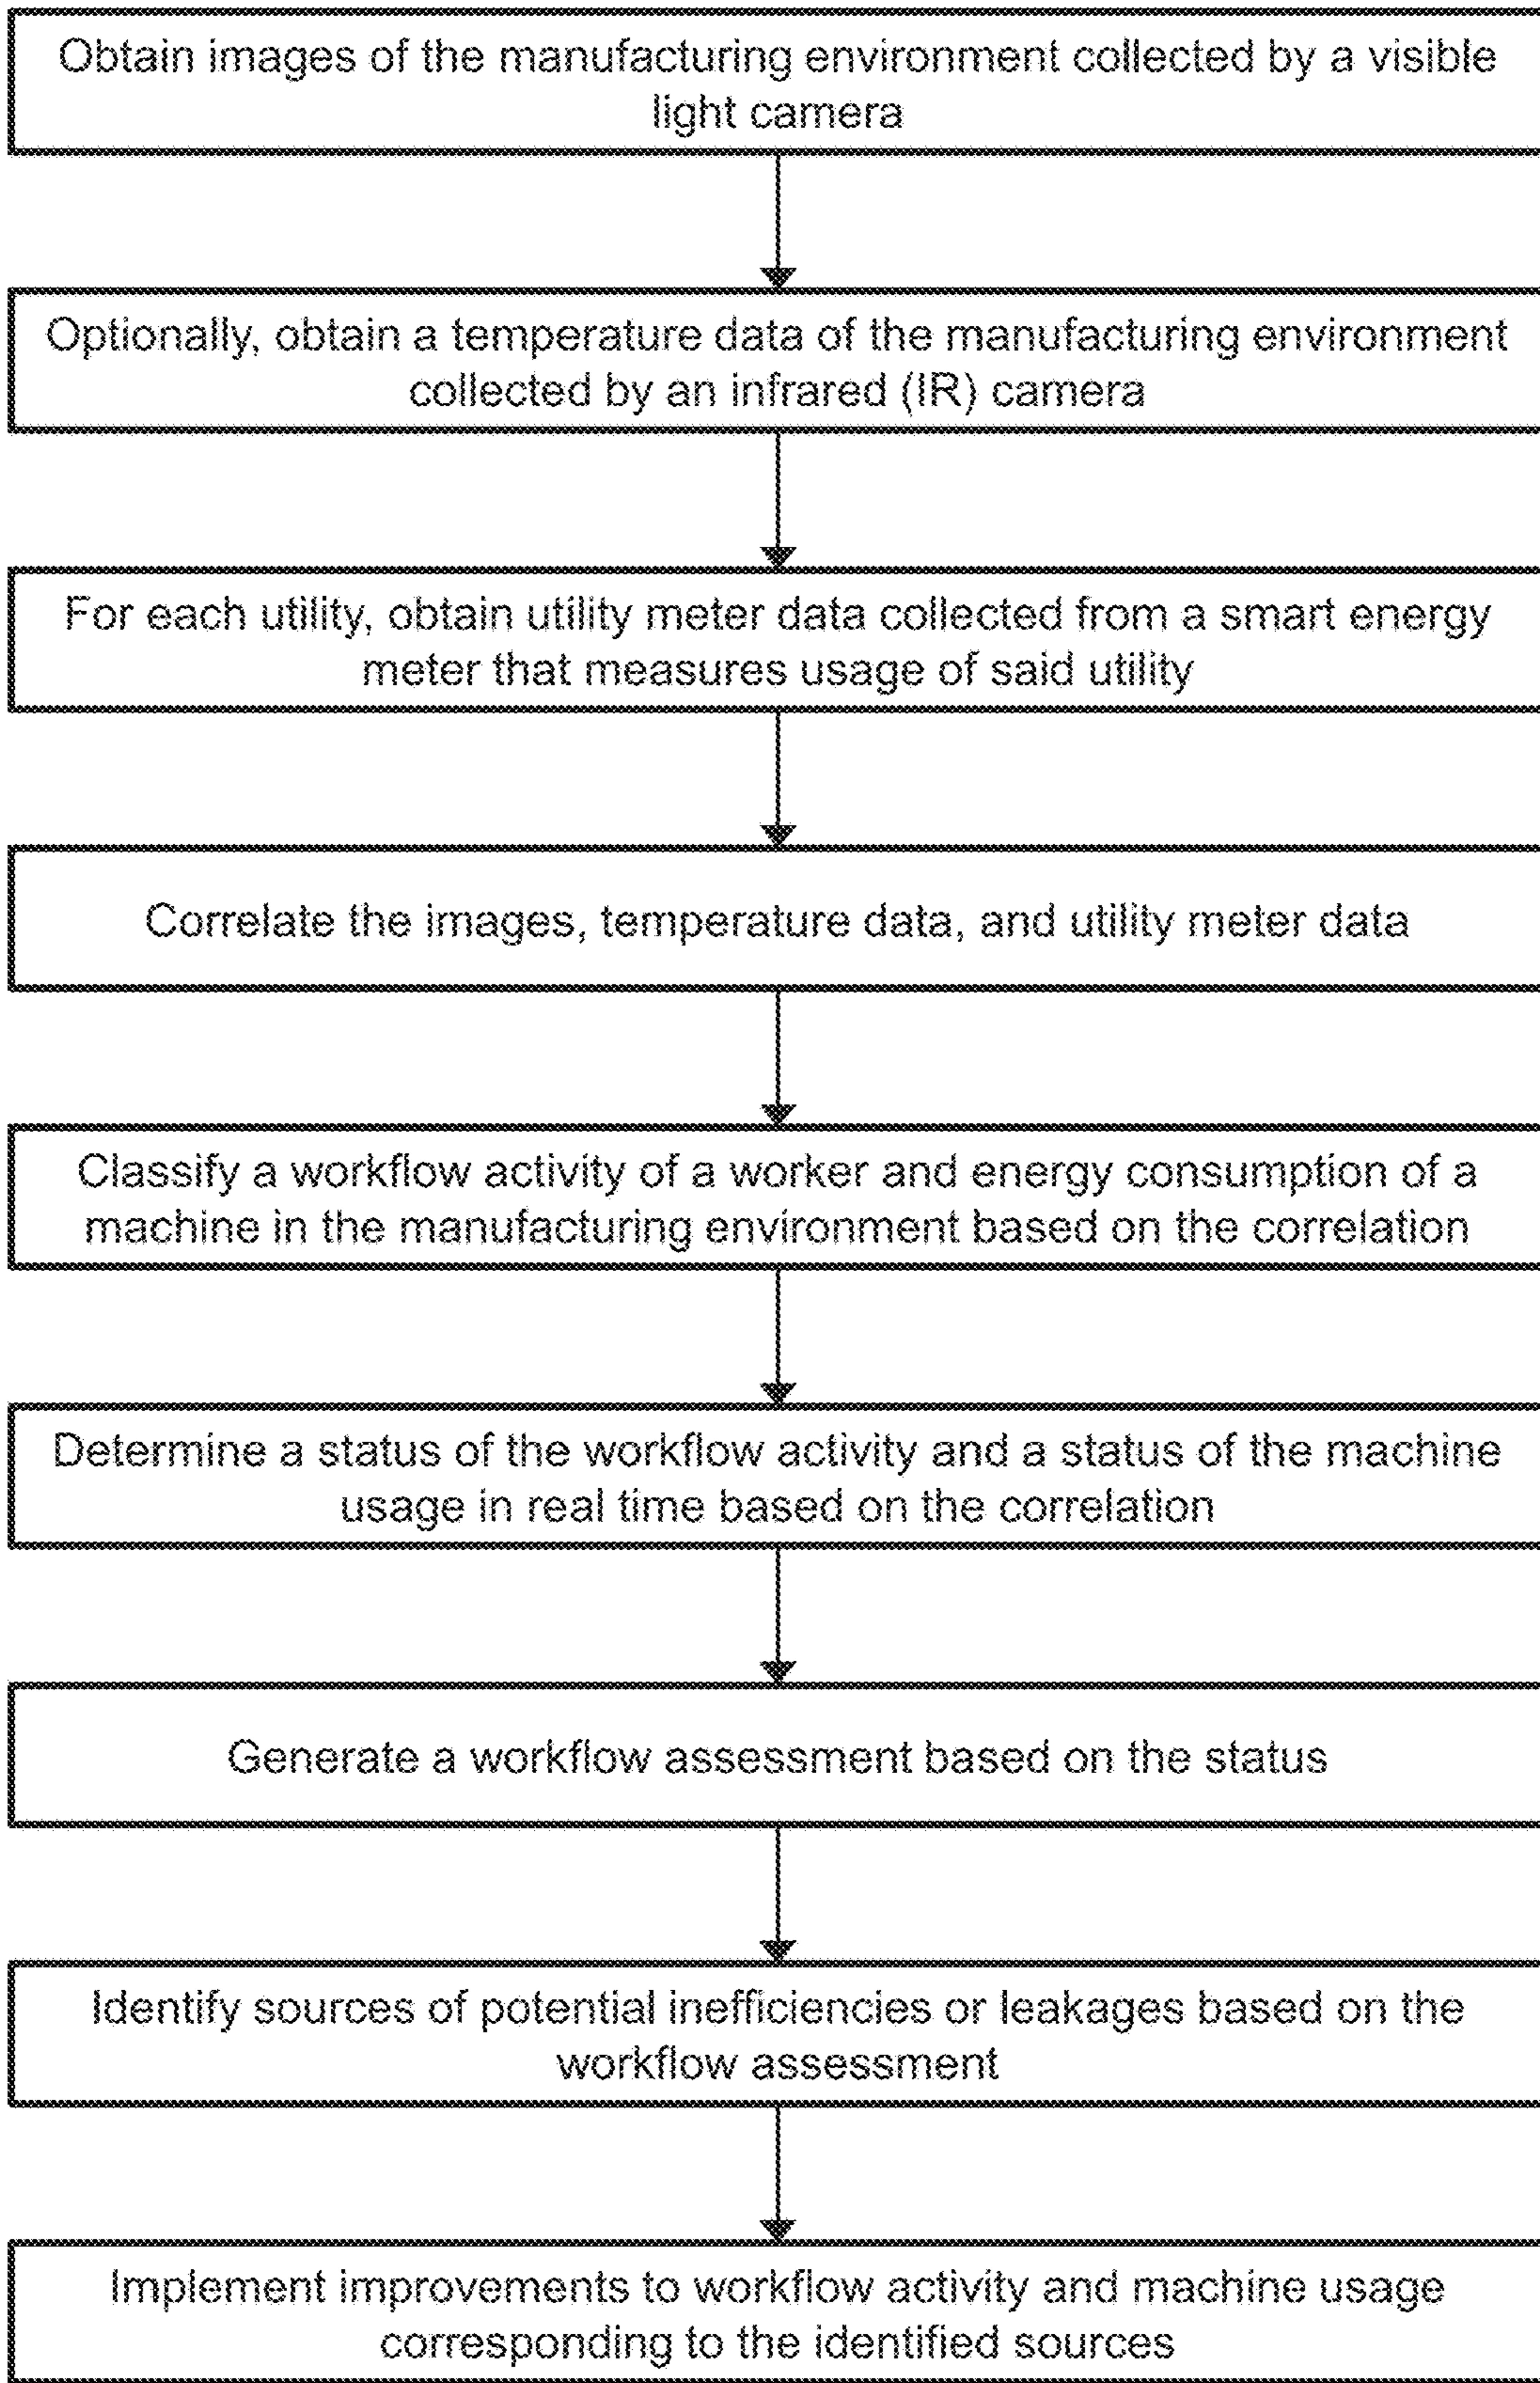 Obtain images of the manufacturing environment collected by a visible
light camera
Optionally, obtain a temperature data of the manufacturing environment
collected by an infrared (IR) camera
For each utility, obtain utility meter data collected from a smart energy
meter that measures usage of said utility
Correlate the images, temperature data, and utility meter data
Classify a workflow activity of a worker and energy consumption of a
machine in the manufacturing environment based on the correlation
Determine a status of the workflow activity and a status of the machine
usage in real time based on the correlation
Generate a workflow assessment based on the status
Identify sources of potential inefficiencies or leakages based on the
workflow assessment
Implement improvements to workflow activity and machine usage
corresponding to the identified sources